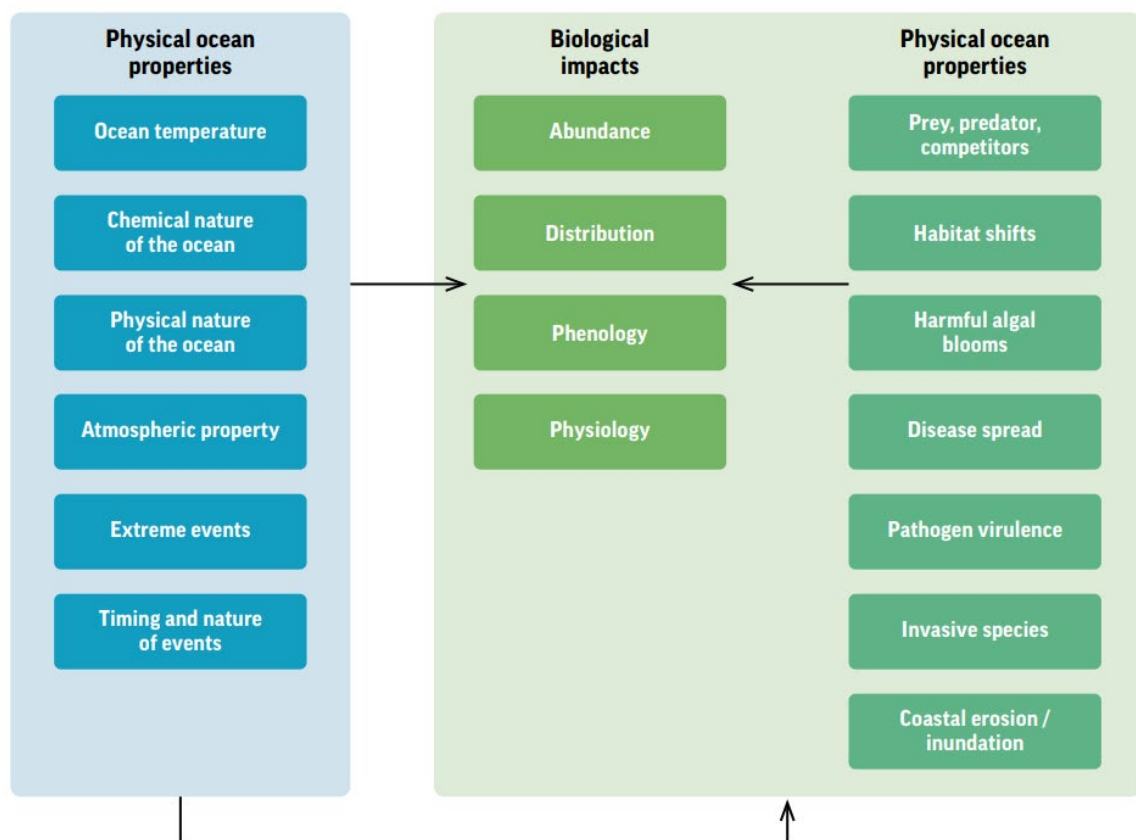 Physical ocean
properties
Ocean temperature
Chemical nature
of the ocean
Physical nature
of the ocean
Atmospheric property
Extreme events
Timing and nature
of events
Biological
impacts
Abundance
Distribution
Phenology
Physiology
Physical ocean
properties
Prey, predator,
competitors
Habitat shifts
Harmful algal
blooms
Disease spread
Pathogen virulence
Invasive species
Coastal erosion /
inundation